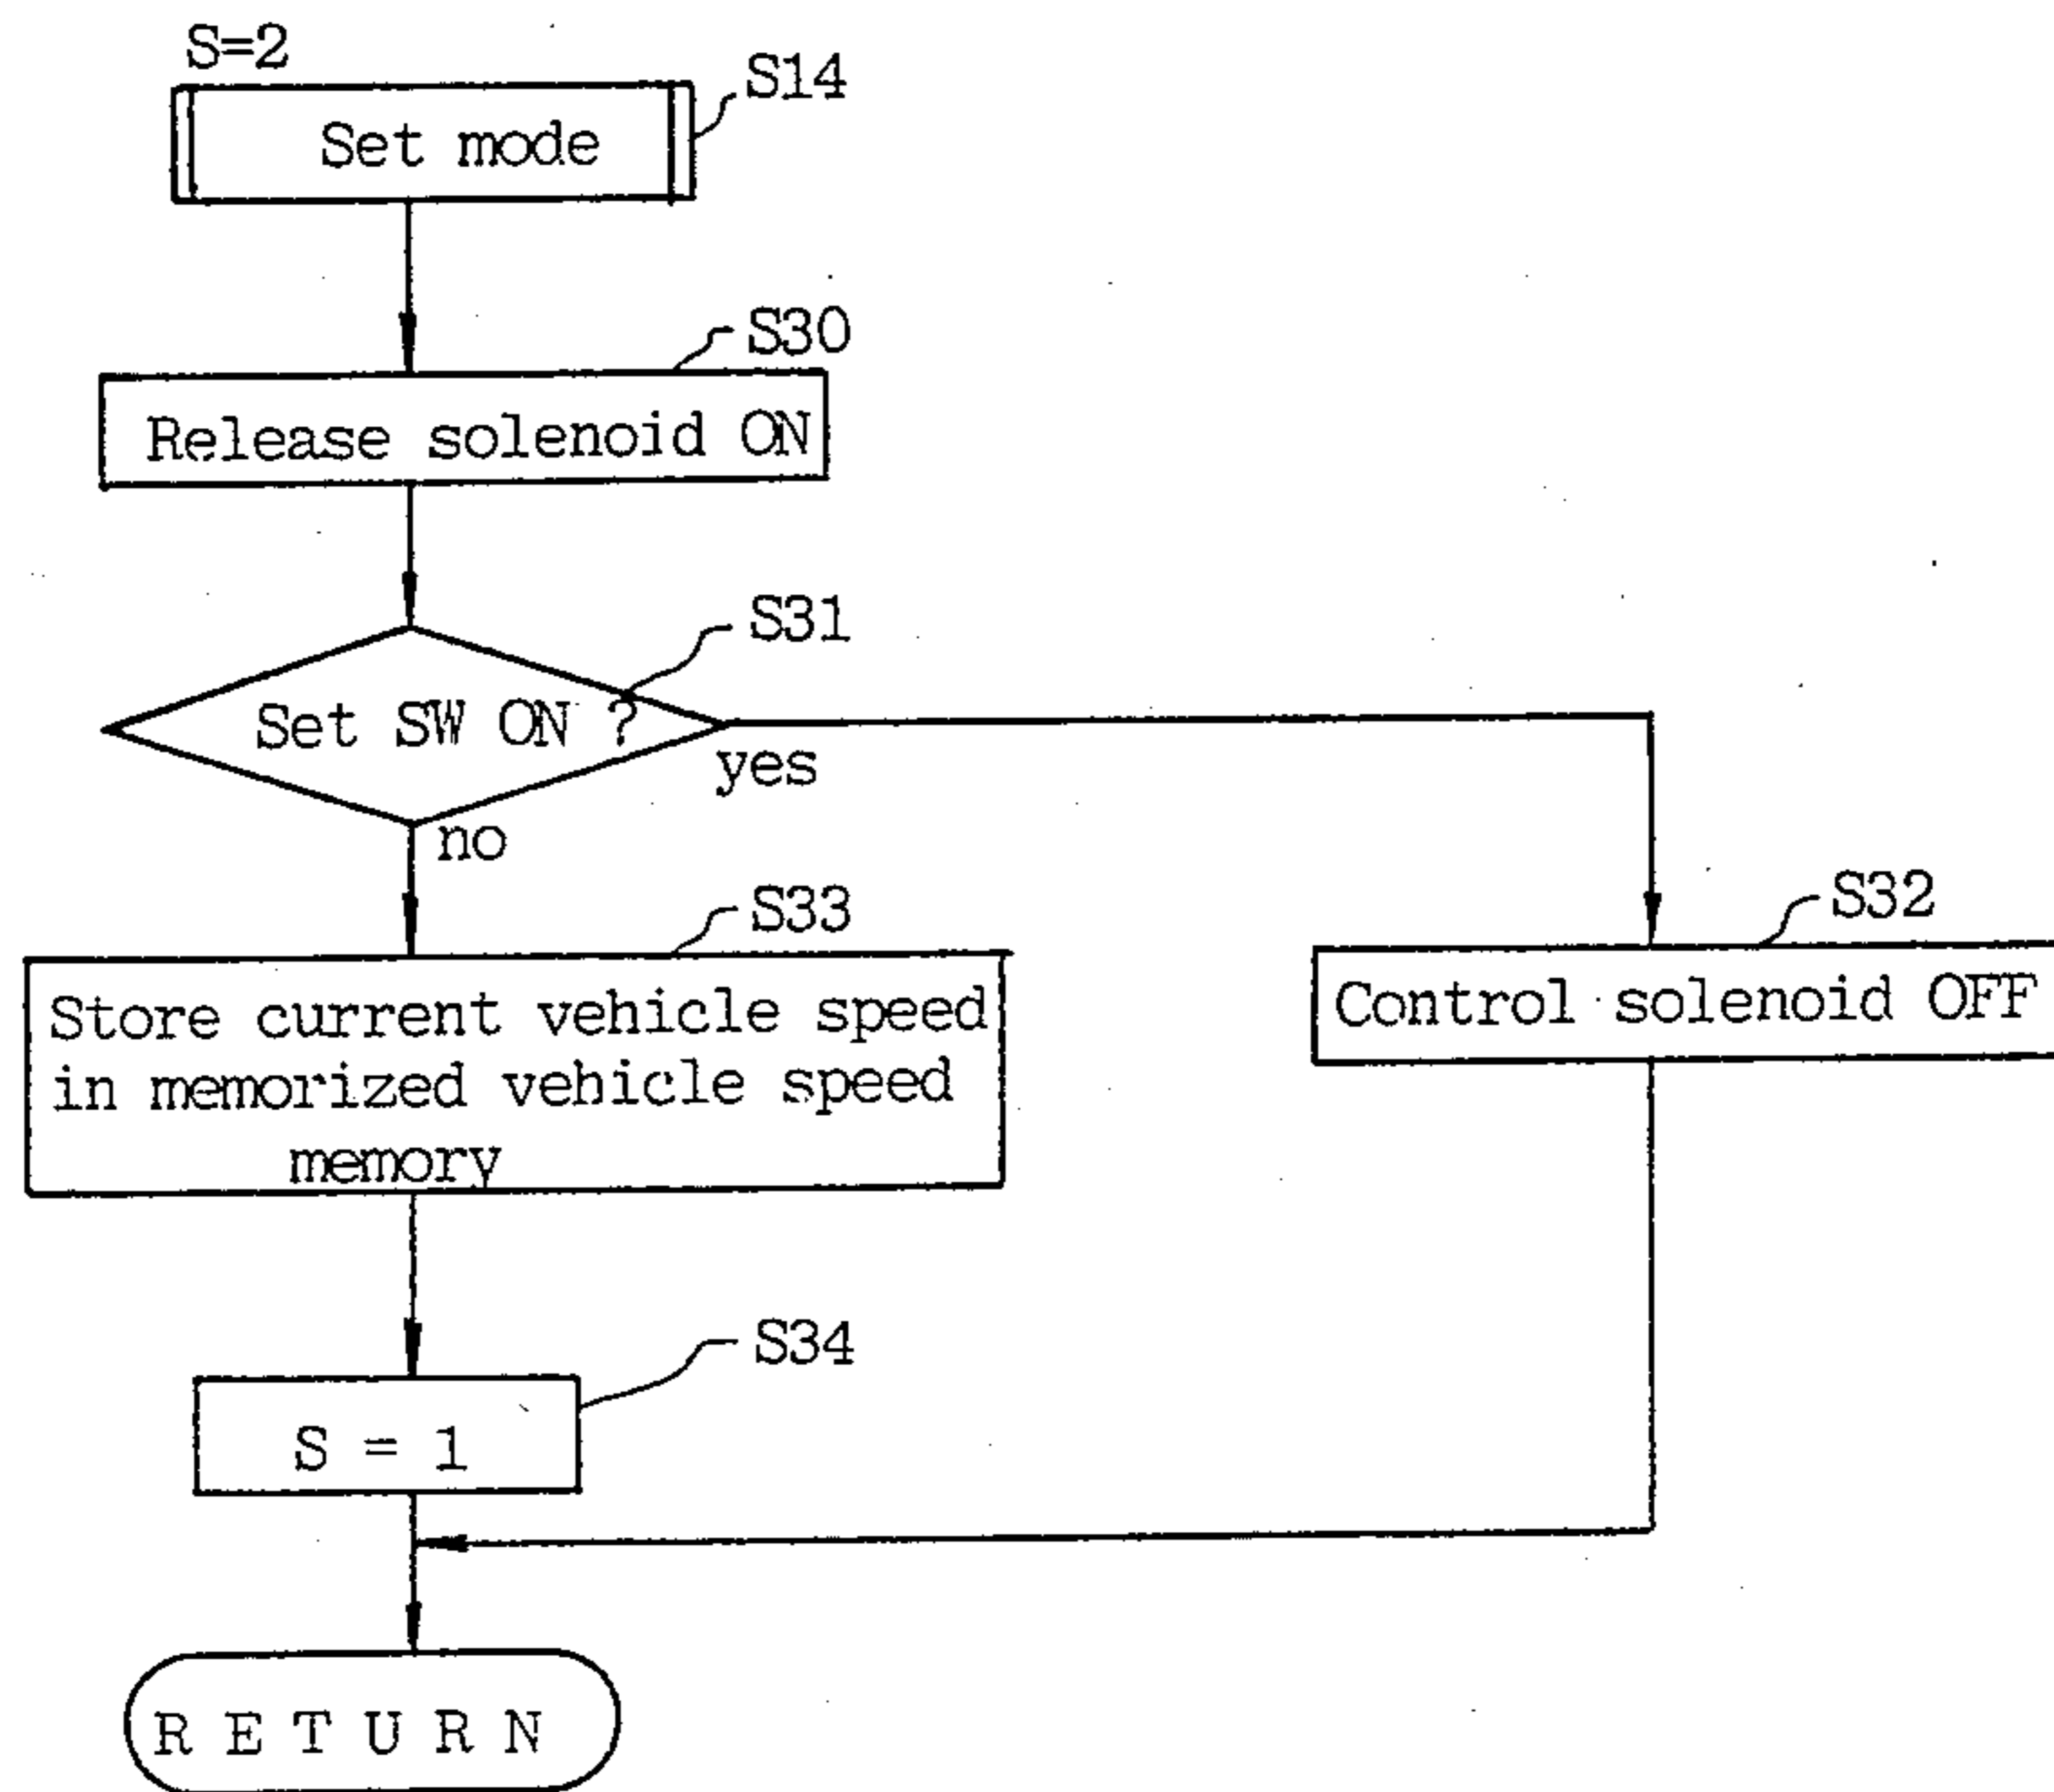 S=2
S14
Set mode
S30
Release solenoid ON
S31
Set SW ON ?
yes
no
S33
S32
Store current vehicle speed
in memorized vehicle speed
memory
Control solenoid OFF
S34
S = 1
R E T U R N